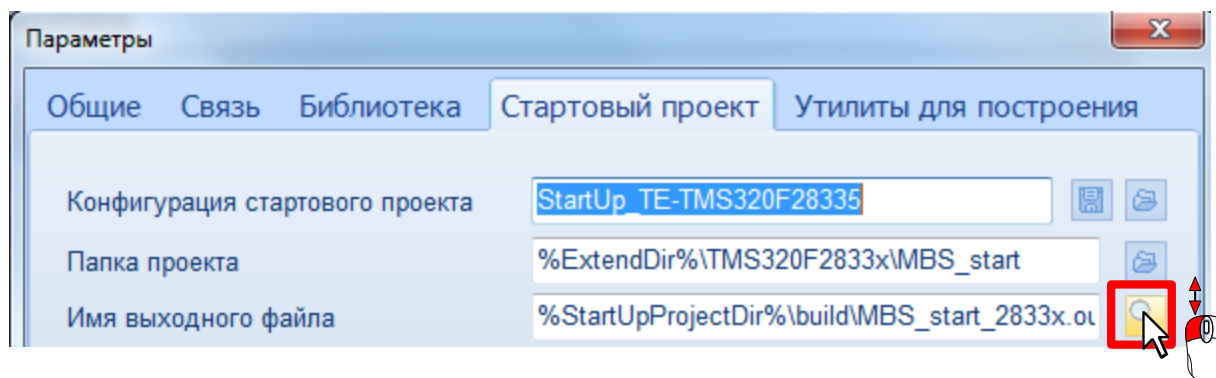 Параметры
Общие Связь Библиотека Стартовый проект Утилиты для построения
Конфигурация стартового проекта StartUp_TE-TMS320F28335
Папка проекта %ExtendDir%\TMS320F2833x\MBS_start
Имя выходного файла %StartUpProjectDir%\build\MBS_start_2833x.ou